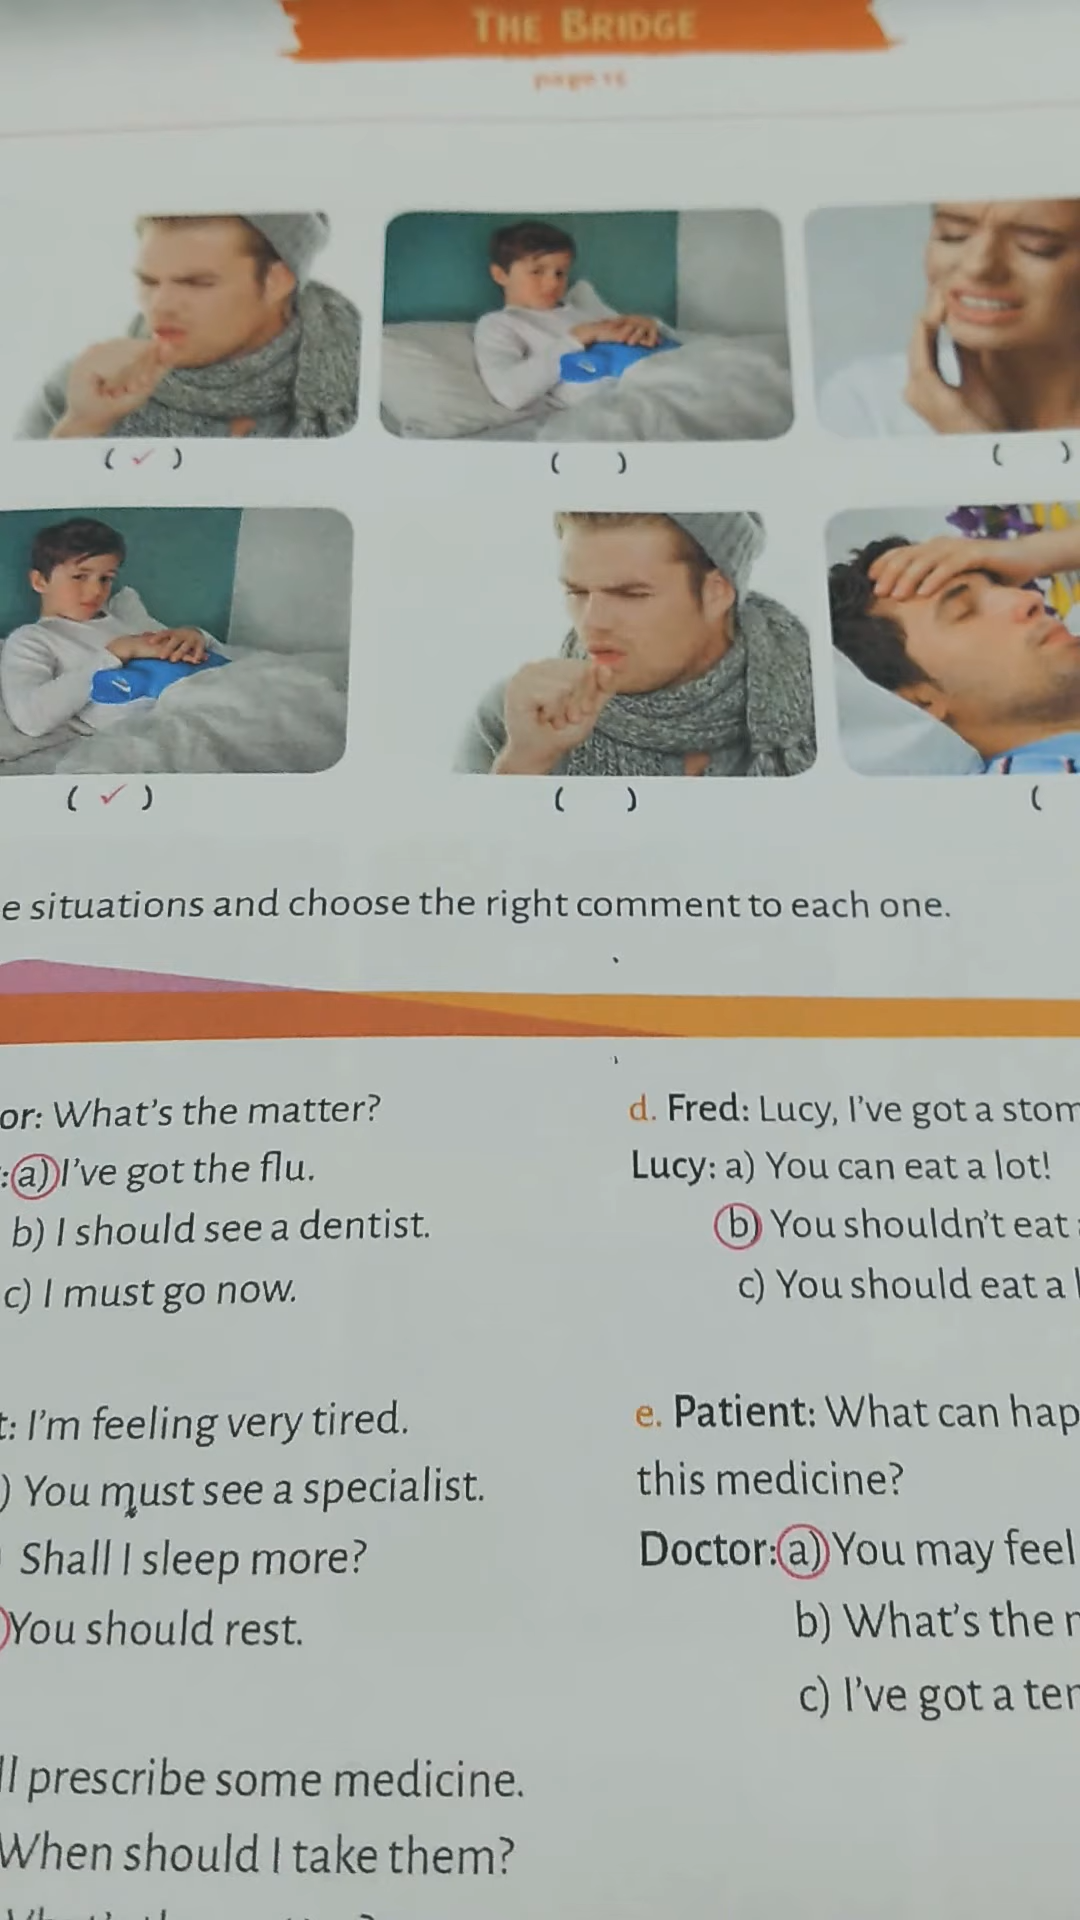 THE BRIDGE
page 15
( ✓ ) ( ) ( )
( ✓ ) ( ) (
e situations and choose the right comment to each one.
or: What's the matter?
: a) I've got the flu.
b) I should see a dentist.
c) I must go now.
t: I'm feeling very tired.
) You must see a specialist.
Shall I sleep more?
) You should rest.
ll prescribe some medicine.
When should I take them?
d. Fred: Lucy, I've got a stom
Lucy: a) You can eat a lot!
b) You shouldn't eat
c) You should eat a l
e. Patient: What can hap
this medicine?
Doctor: a) You may feel
b) What's the
c) I've got a